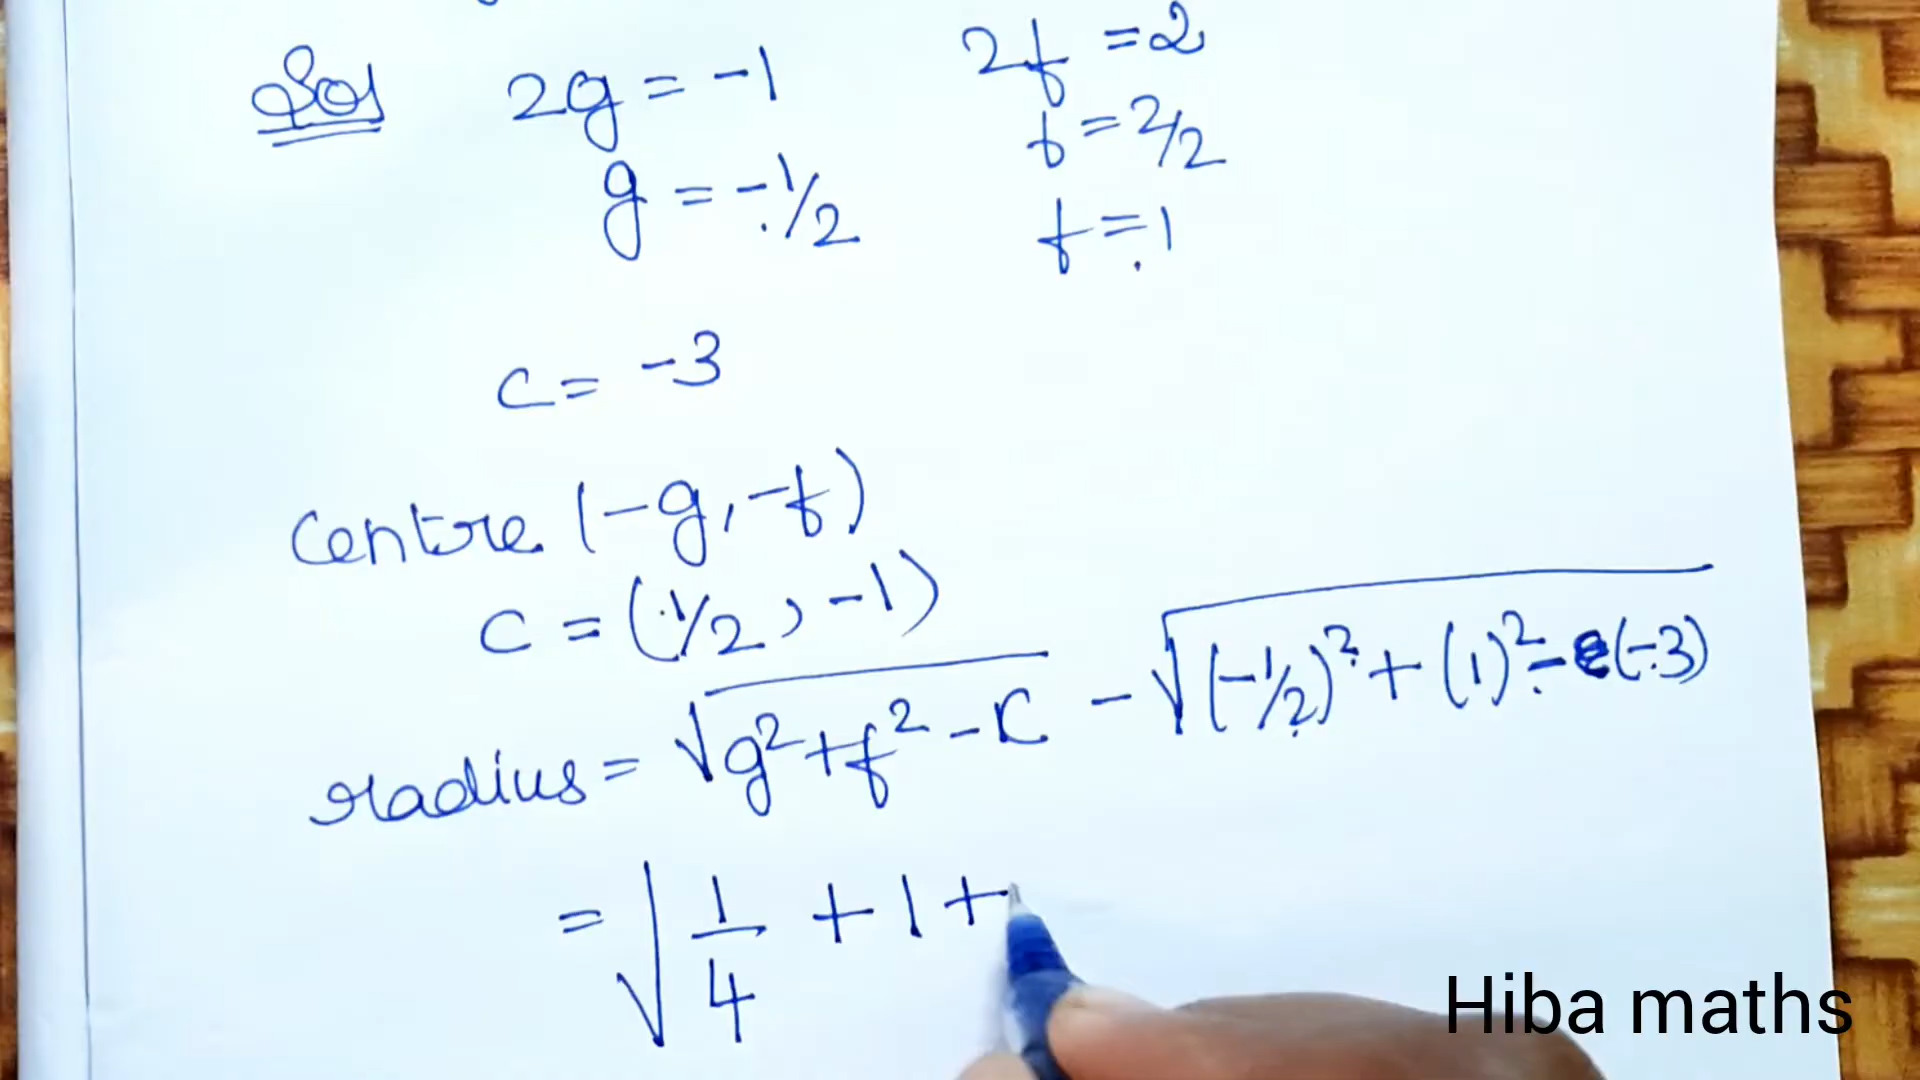 Sol 2g = -1 2f = 2
g = -1/2 f = 2/2
f = 1
c = -3
Centre (-g, -f)
c = (1/2, -1)
radius = √g²+f²-c - √(-1/2)² + (1)² - (-3)
= √1/4 + 1 +
Hiba maths